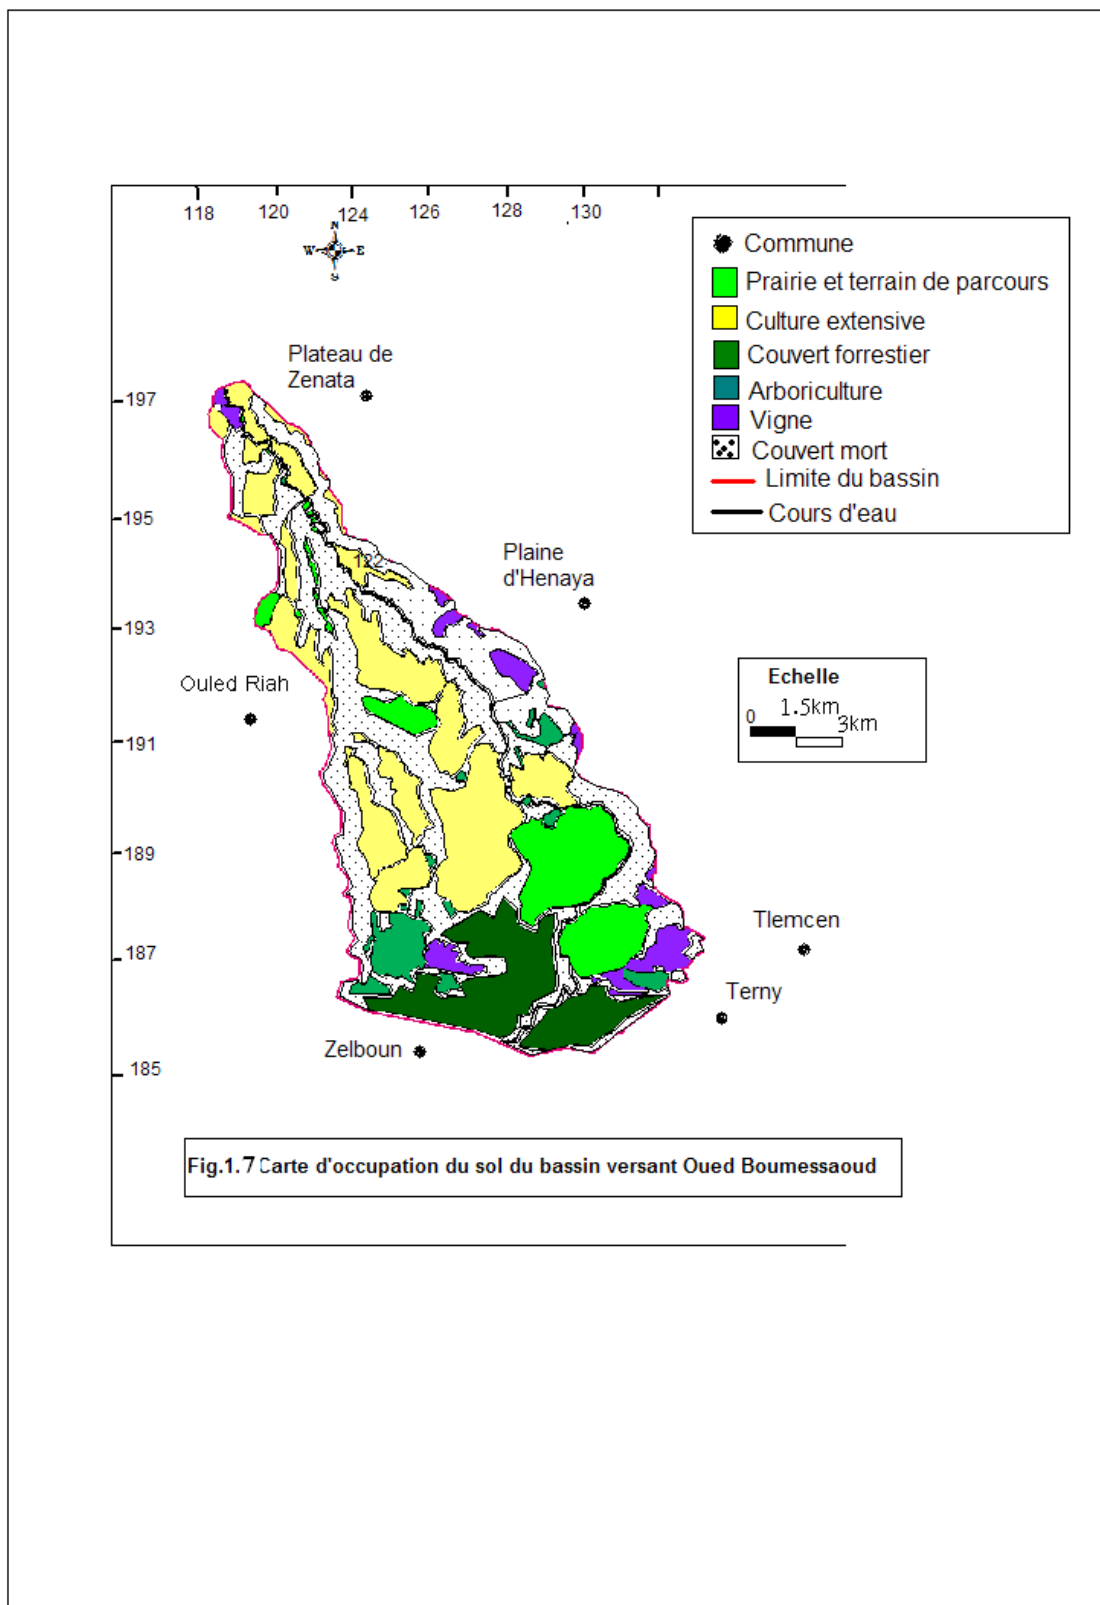 118 120 124 126 128 130
N
W E
S
Commune
Prairie et terrain de parcours
Culture extensive
Couvert forrestier
Arboriculture
Vigne
Couvert mort
Limite du bassin
Cours d'eau
Plateau de
Zenata
197
195
Plaine
d'Henaya
122
193
Ouled Riah
Echelle
0 1.5km 3km
191
189
Tlemcen
187
Terny
Zelboun
185
Fig.1.7 Carte d'occupation du sol du bassin versant Oued Boumessaoud